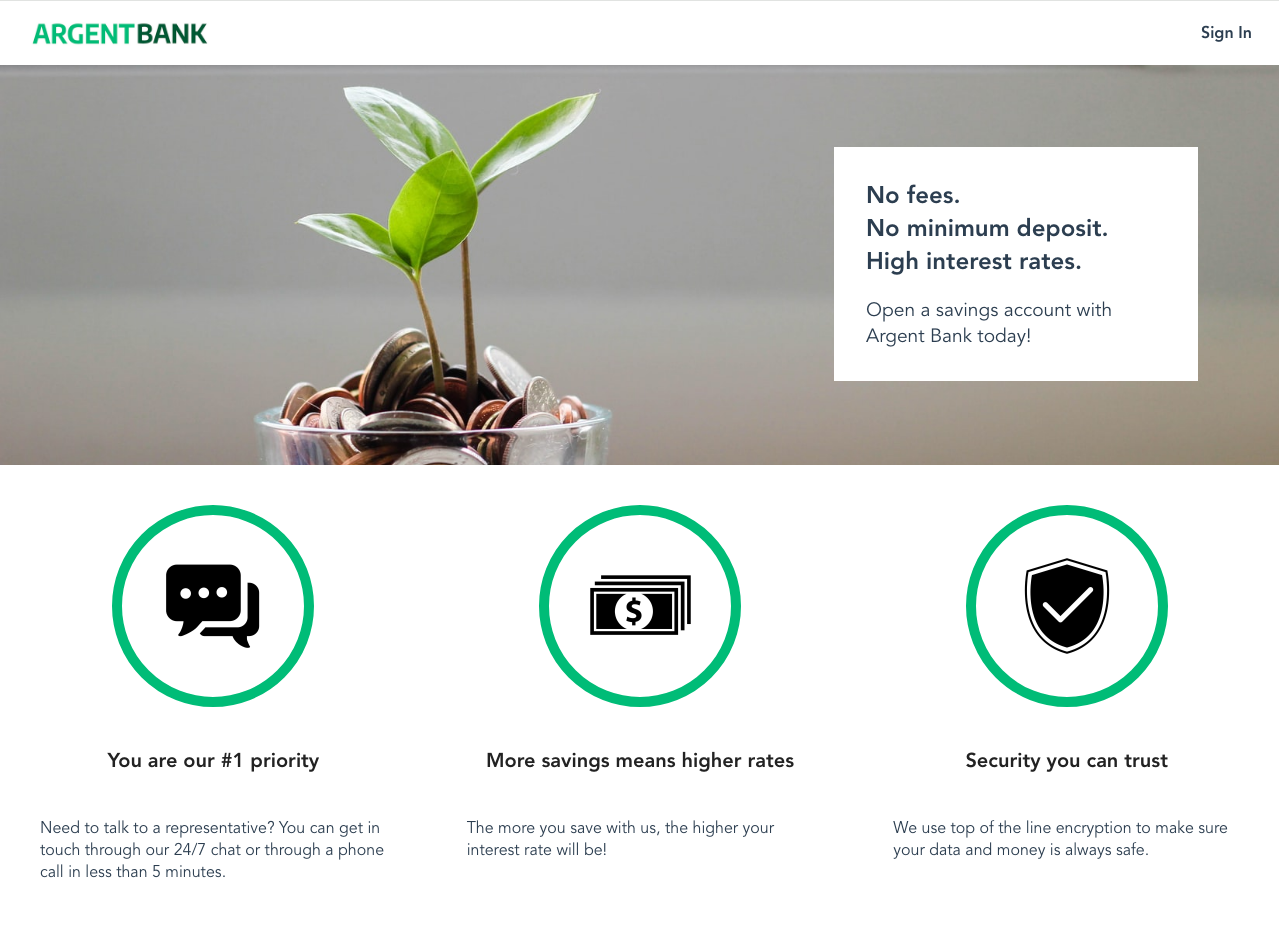 ARGENTBANK
Sign In
No fees.
No minimum deposit.
High interest rates.
Open a savings account with
Argent Bank today!
$
You are our #1 priority
Need to talk to a representative? You can get in
touch through our 24/7 chat or through a phone
call in less than 5 minutes.
More savings means higher rates
The more you save with us, the higher your
interest rate will be!
Security you can trust
We use top of the line encryption to make sure
your data and money is always safe.